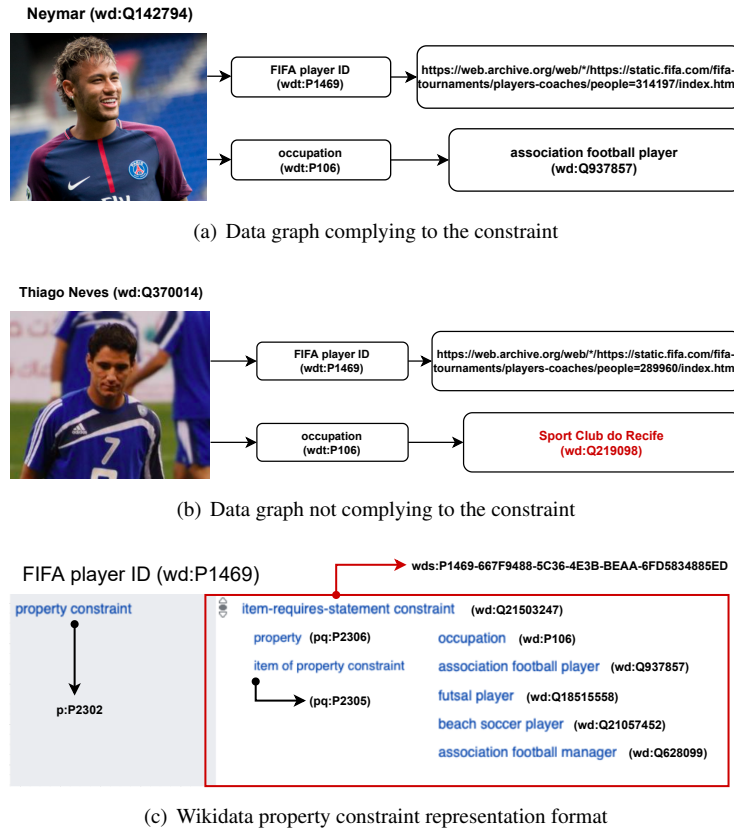 Neymar (wd:Q142794)
FIFA player ID
(wdt:P1469)
https://web.archive.org/web/*/https://static.fifa.com/fifa-
tournaments/players-coaches/people=314197/index.htm
occupation
(wdt:P106)
association football player
(wd:Q937857)
(a) Data graph complying to the constraint
Thiago Neves (wd:Q370014)
7
FIFA player ID
(wdt:P1469)
https://web.archive.org/web/*/https://static.fifa.com/fifa-
tournaments/players-coaches/people=289960/index.htm
occupation
(wdt:P106)
Sport Club do Recife
(wd:Q219098)
(b) Data graph not complying to the constraint
FIFA player ID (wd:P1469)
wds:P1469-667F9488-5C36-4E3B-BEAA-6FD5834885ED
property constraint
p:P2302
item-requires-statement constraint (wd:Q21503247)
property (pq:P2306) occupation (wd:P106)
item of property constraint association football player (wd:Q937857)
(pq:P2305) futsal player (wd:Q18515558)
beach soccer player (wd:Q21057452)
association football manager (wd:Q628099)
(c) Wikidata property constraint representation format